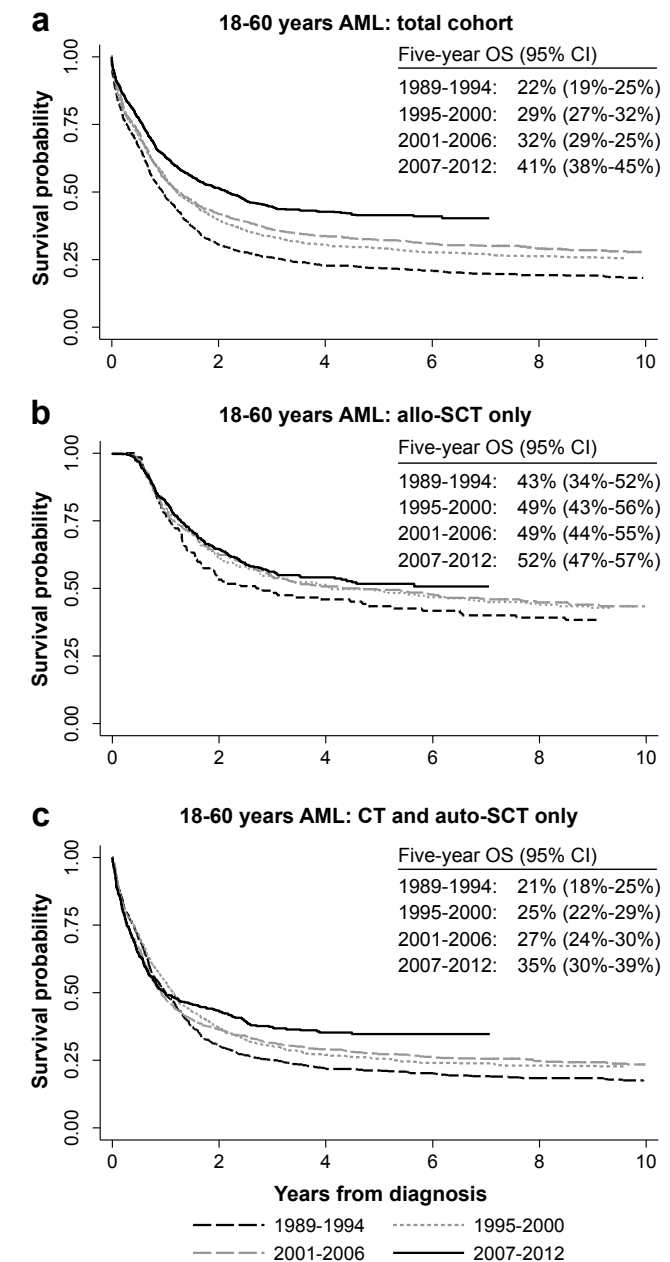 a
18-60 years AML: total cohort
Five-year OS (95% CI)
1989-1994: 22% (19%-25%)
1995-2000: 29% (27%-32%)
2001-2006: 32% (29%-25%)
2007-2012: 41% (38%-45%)
Survival probability
1.00
0.75
0.50
0.25
0.00
0 2 4 6 8 10
b
18-60 years AML: allo-SCT only
Five-year OS (95% CI)
1989-1994: 43% (34%-52%)
1995-2000: 49% (43%-56%)
2001-2006: 49% (44%-55%)
2007-2012: 52% (47%-57%)
Survival probability
1.00
0.75
0.50
0.25
0.00
0 2 4 6 8 10
c
18-60 years AML: CT and auto-SCT only
Five-year OS (95% CI)
1989-1994: 21% (18%-25%)
1995-2000: 25% (22%-29%)
2001-2006: 27% (24%-30%)
2007-2012: 35% (30%-39%)
Survival probability
1.00
0.75
0.50
0.25
0.00
0 2 4 6 8 10
Years from diagnosis
1989-1994 1995-2000
2001-2006 2007-2012